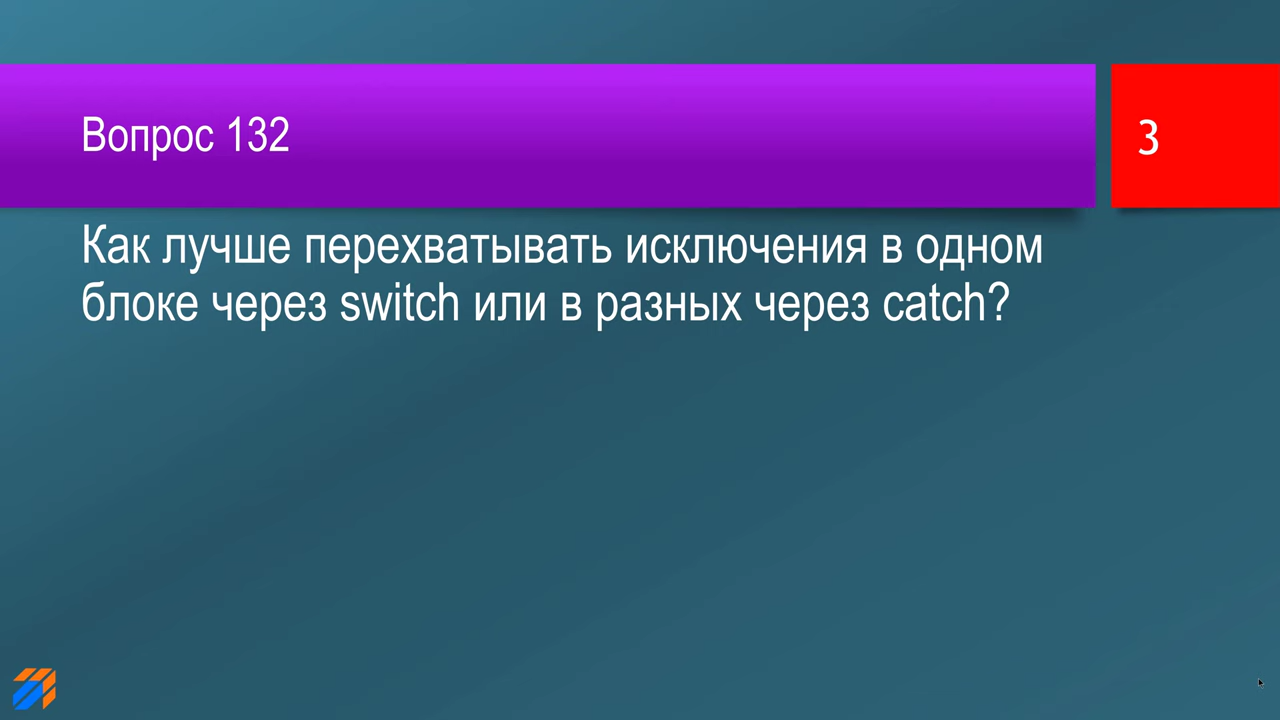 Вопрос 132
3
Как лучше перехватывать исключения в одном
блоке через switch или в разных через catch?